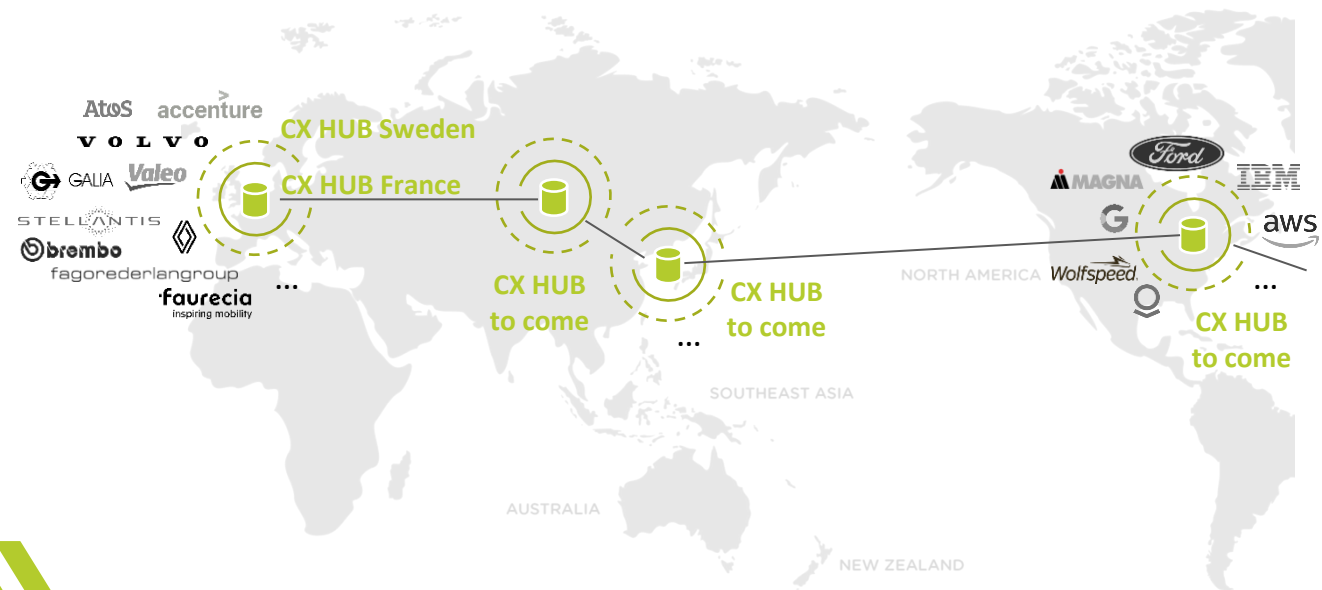 Atos accenture
VOLVO
GALIA Valeo
STELLANTIS
brembo
fagorederlangroup
faurecia
inspiring mobility
...
CX HUB Sweden
CX HUB France
CX HUB
to come
CX HUB
to come
...
Ford
MAGNA
IBM
G
aws
NORTH AMERICA
Wolfspeed
...
CX HUB
to come
SOUTHEAST ASIA
AUSTRALIA
NEW ZEALAND